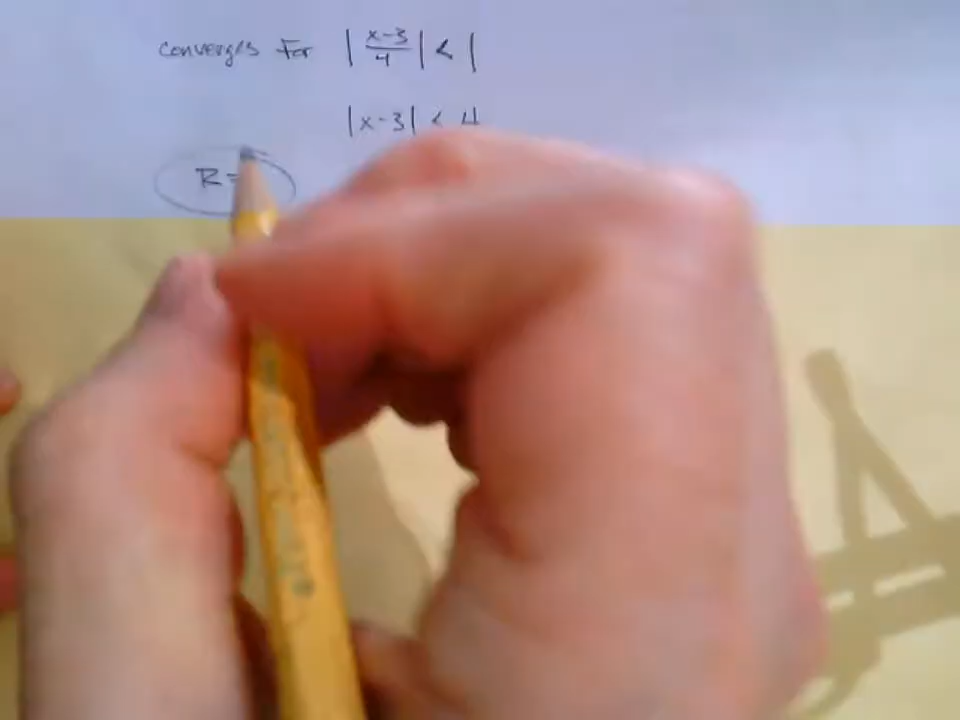 converges for |x-3/4| < 1
|x-3| < 4
R=